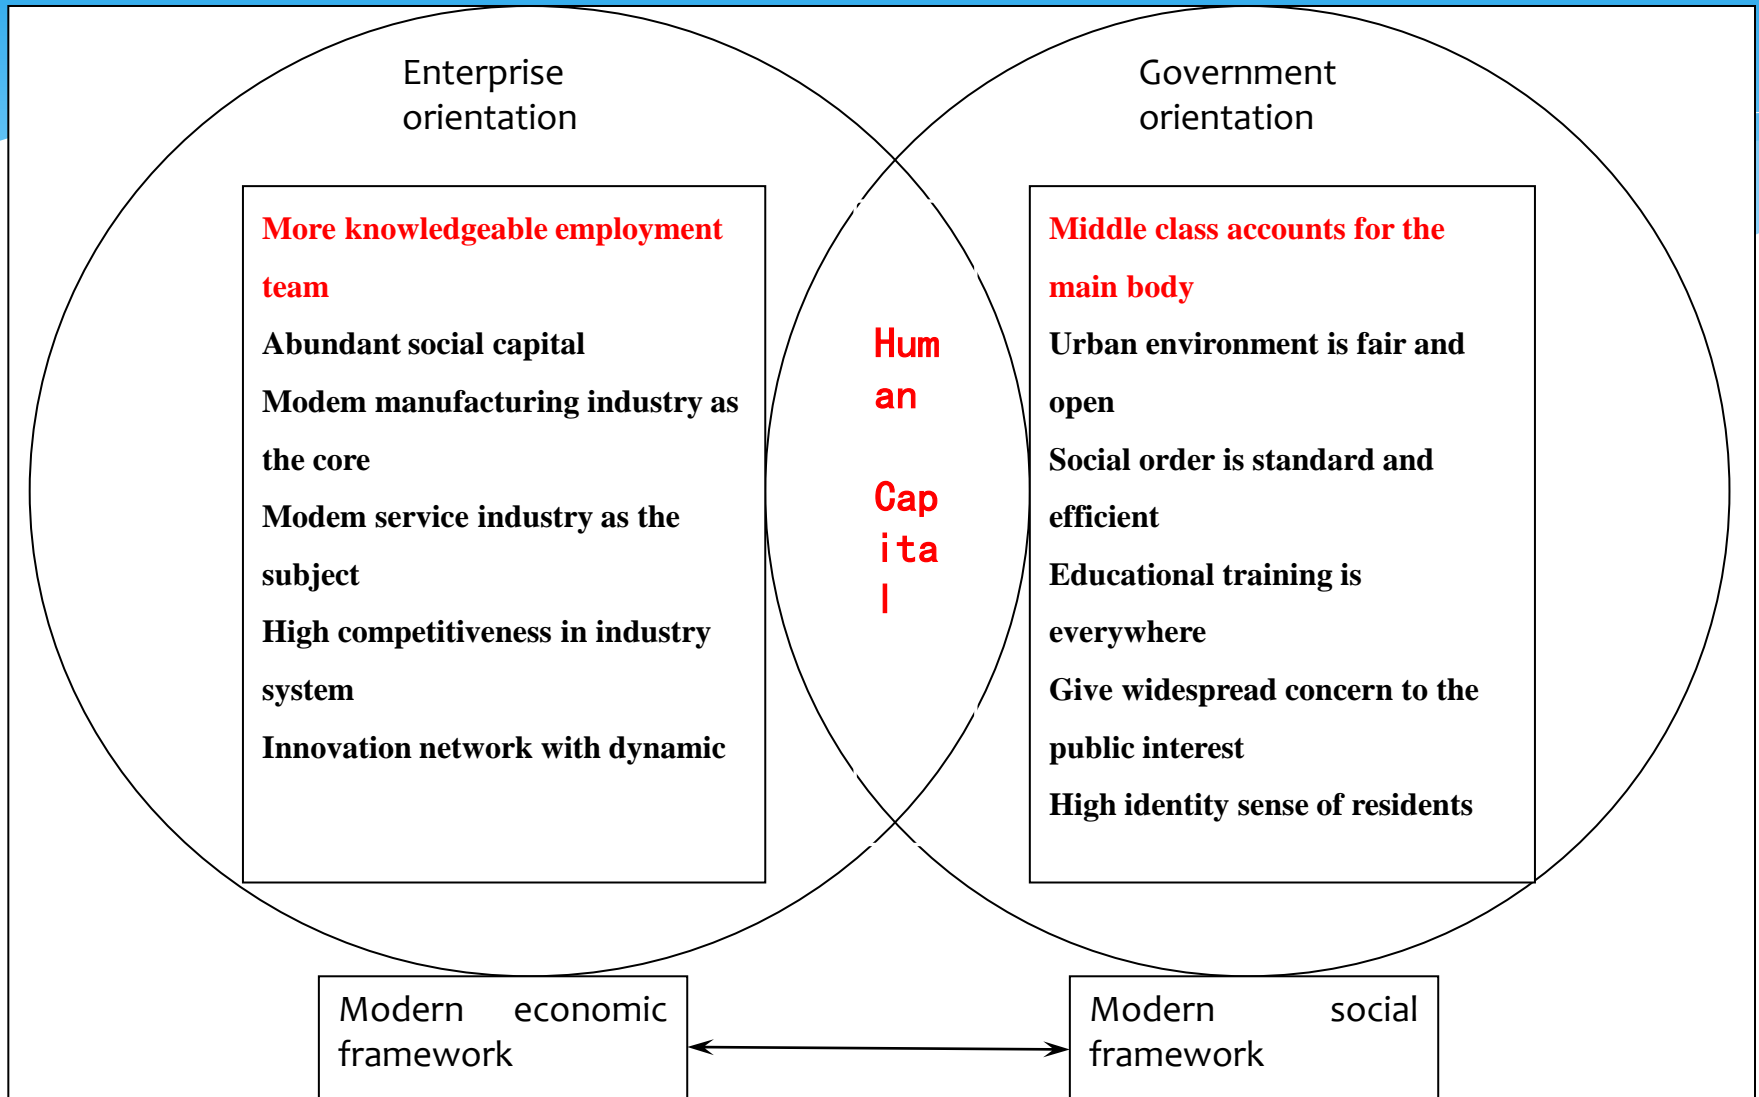 Enterprise
orientation
More knowledgeable employment
team
Abundant social capital
Modem manufacturing industry as
the core
Modem service industry as the
subject
High competitiveness in industry
system
Innovation network with dynamic
Hum
an
Cap
ita
l
Government
orientation
Middle class accounts for the
main body
Urban environment is fair and
open
Social order is standard and
efficient
Educational training is
everywhere
Give widespread concern to the
public interest
High identity sense of residents
Modern economic
framework
Modern social
framework